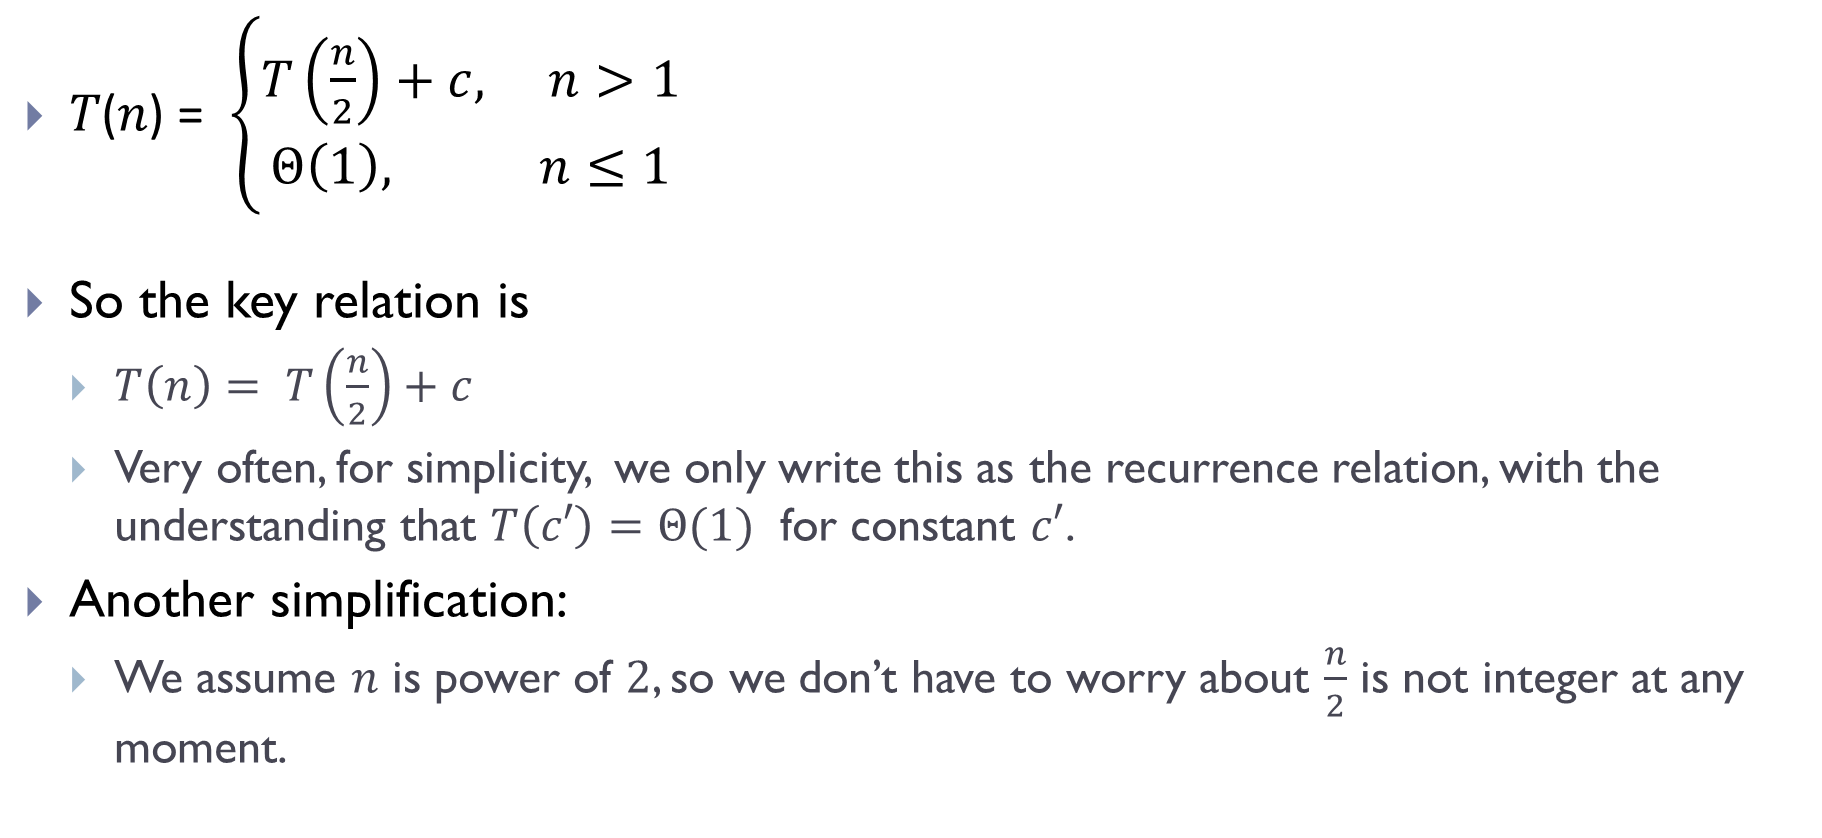 T(n) = { T(n/2) + c, n > 1
Θ(1), n ≤ 1
So the key relation is
T(n) = T(n/2) + c
Very often, for simplicity, we only write this as the recurrence relation, with the
understanding that T(c′) = Θ(1) for constant c′.
Another simplification:
We assume n is power of 2, so we don’t have to worry about n/2 is not integer at any
moment.